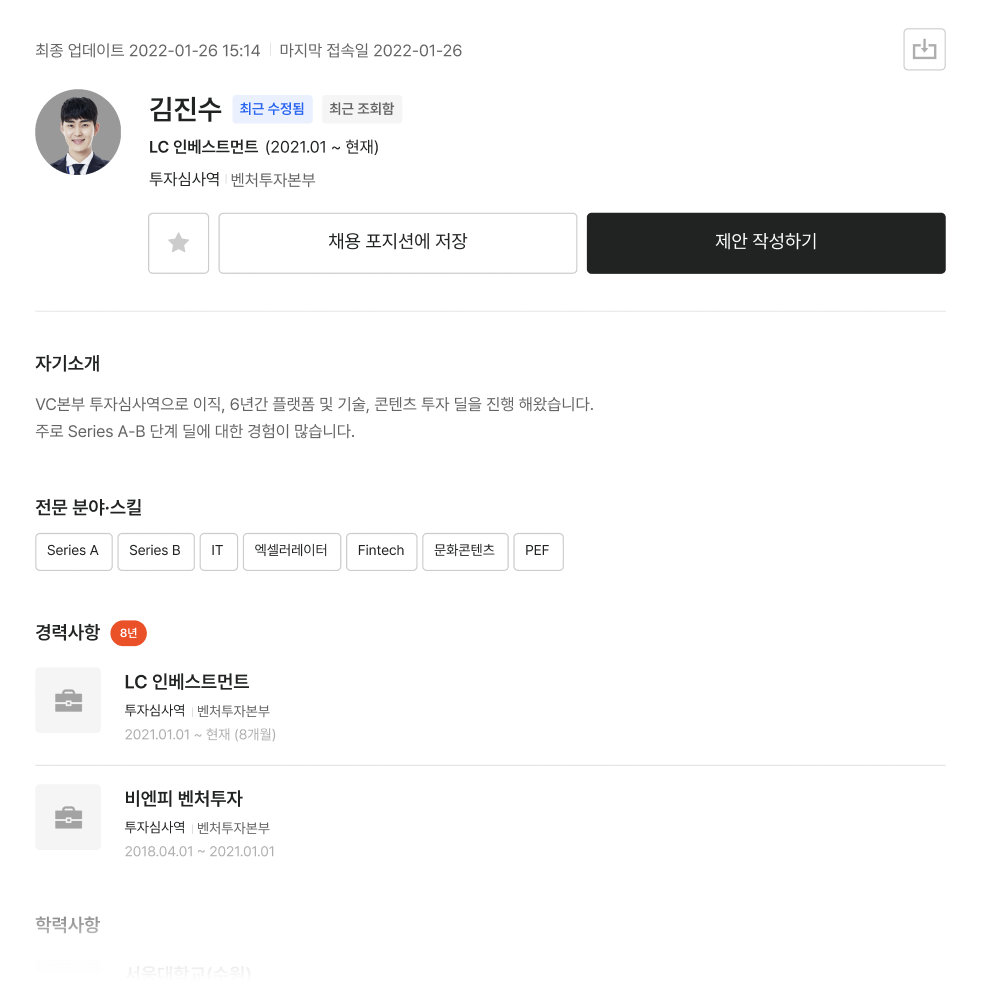 최종 업데이트 2022-01-26 15:14 마지막 접속일 2022-01-26
김진수 최근 수정됨 최근 조회함
LC 인베스트먼트 (2021.01 ~ 현재)
투자심사역 벤처투자본부
채용 포지션에 저장 제안 작성하기
자기소개
VC본부 투자심사역으로 이직, 6년간 플랫폼 및 기술, 콘텐츠 투자 딜을 진행 해왔습니다.
주로 Series A-B 단계 딜에 대한 경험이 많습니다.
전문 분야·스킬
Series A Series B IT 엑셀러레이터 Fintech 문화콘텐츠 PEF
경력사항 8년
LC 인베스트먼트
투자심사역 벤처투자본부
2021.01.01 ~ 현재 (8개월)
비엔피 벤처투자
투자심사역 벤처투자본부
2018.04.01 ~ 2021.01.01
학력사항
서울대학교(수원)